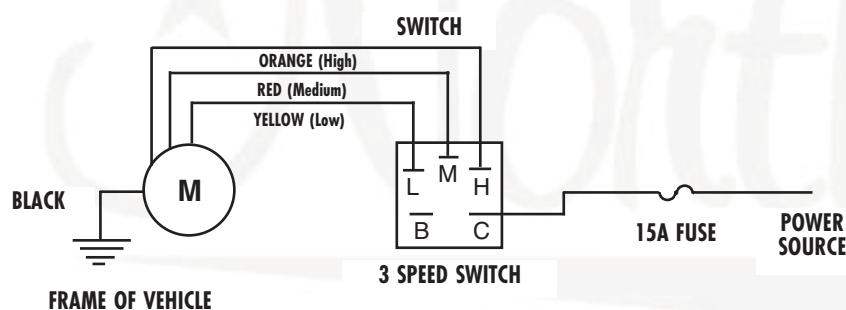 SWITCH
ORANGE (High)
RED (Medium)
YELLOW (Low)
M
BLACK
L M H
B C
15A FUSE
POWER
SOURCE
3 SPEED SWITCH
FRAME OF VEHICLE